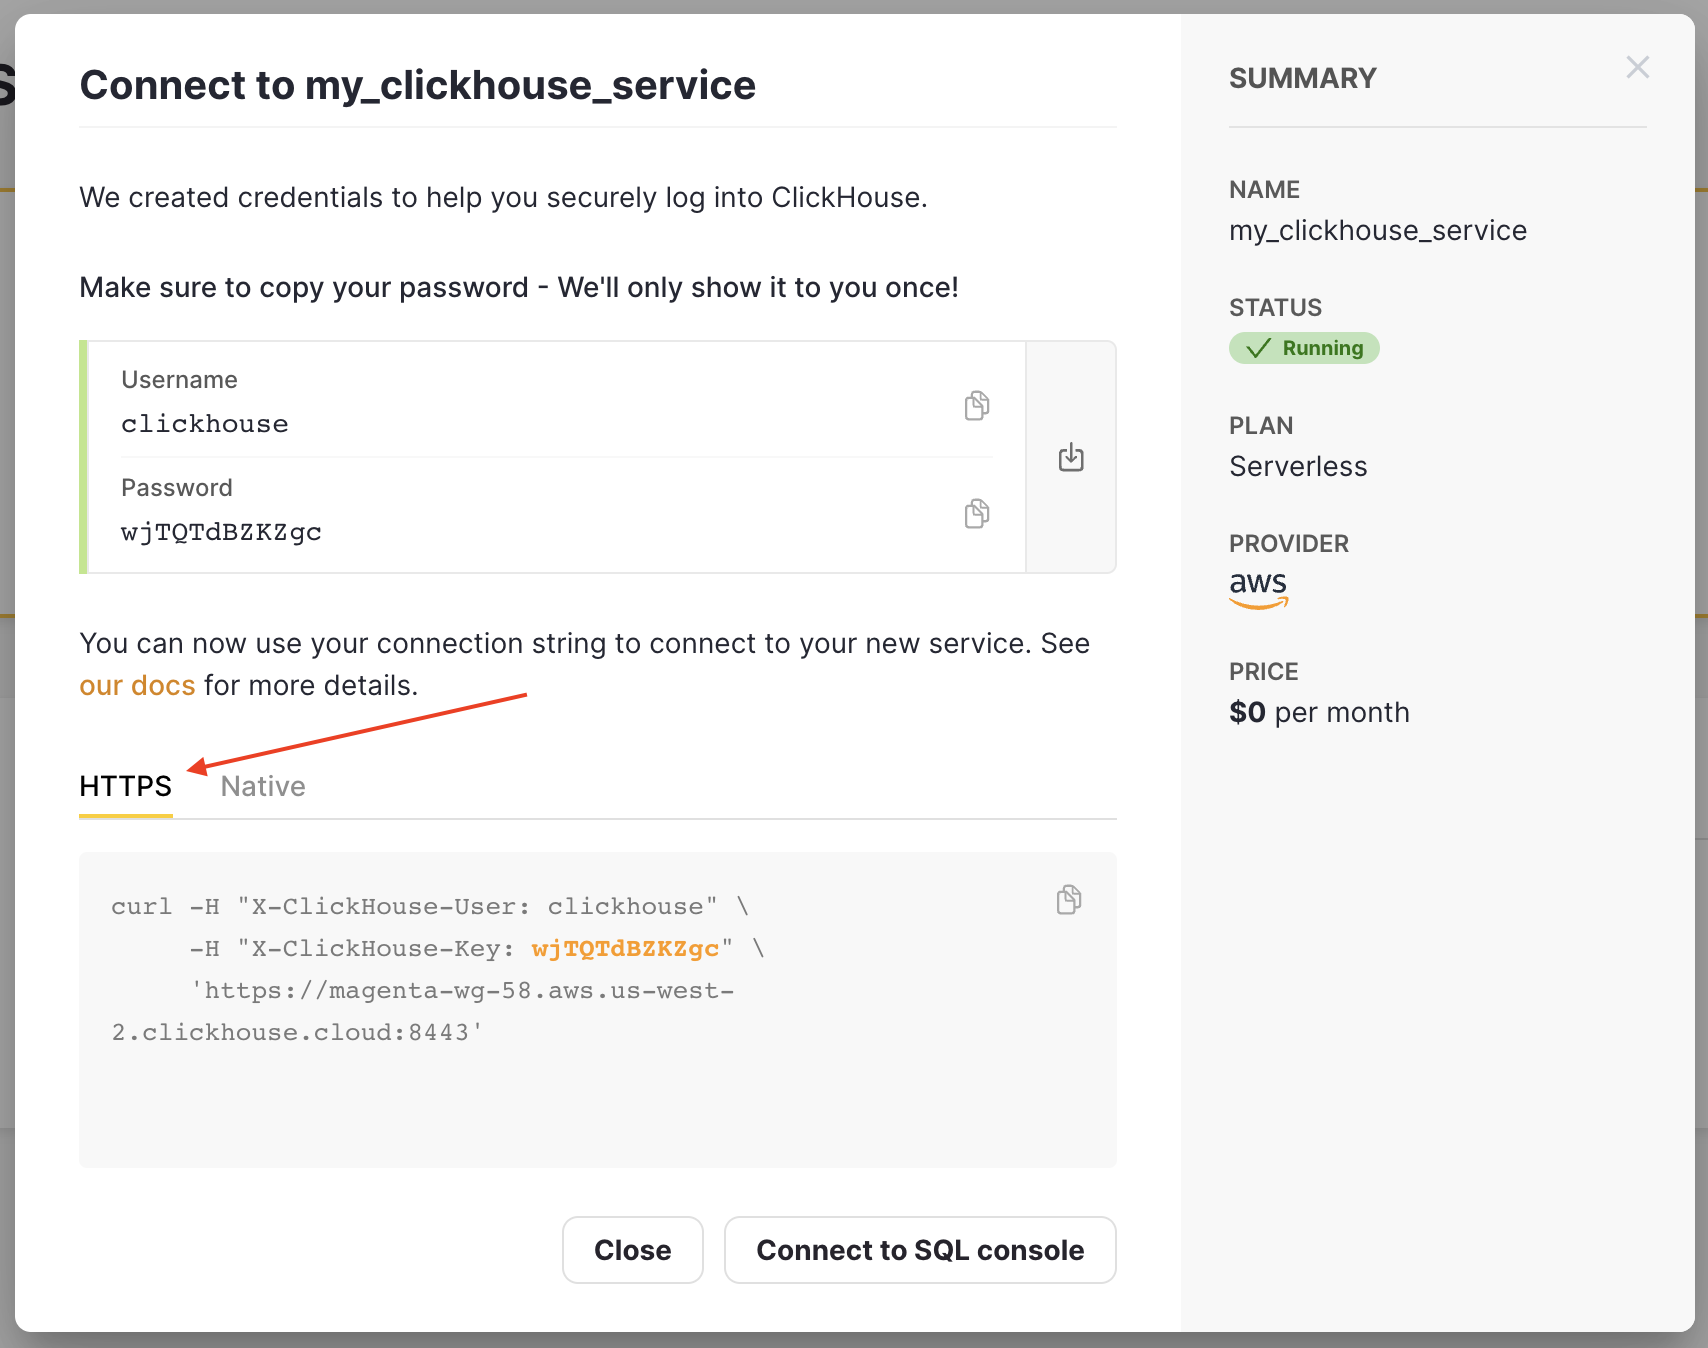 Connect to my_clickhouse_service
We created credentials to help you securely log into ClickHouse.
Make sure to copy your password - We'll only show it to you once!
Username
clickhouse
Password
wjTQTdBZKZgc
You can now use your connection string to connect to your new service. See
our docs for more details.
HTTPS Native
curl -H "X-ClickHouse-User: clickhouse" \
-H "X-ClickHouse-Key: wjTQTdBZKZgc" \
'https://magenta-wg-58.aws.us-west-
2.clickhouse.cloud:8443'
Close Connect to SQL console
SUMMARY
NAME
my_clickhouse_service
STATUS
Running
PLAN
Serverless
PROVIDER
aws
PRICE
$0 per month